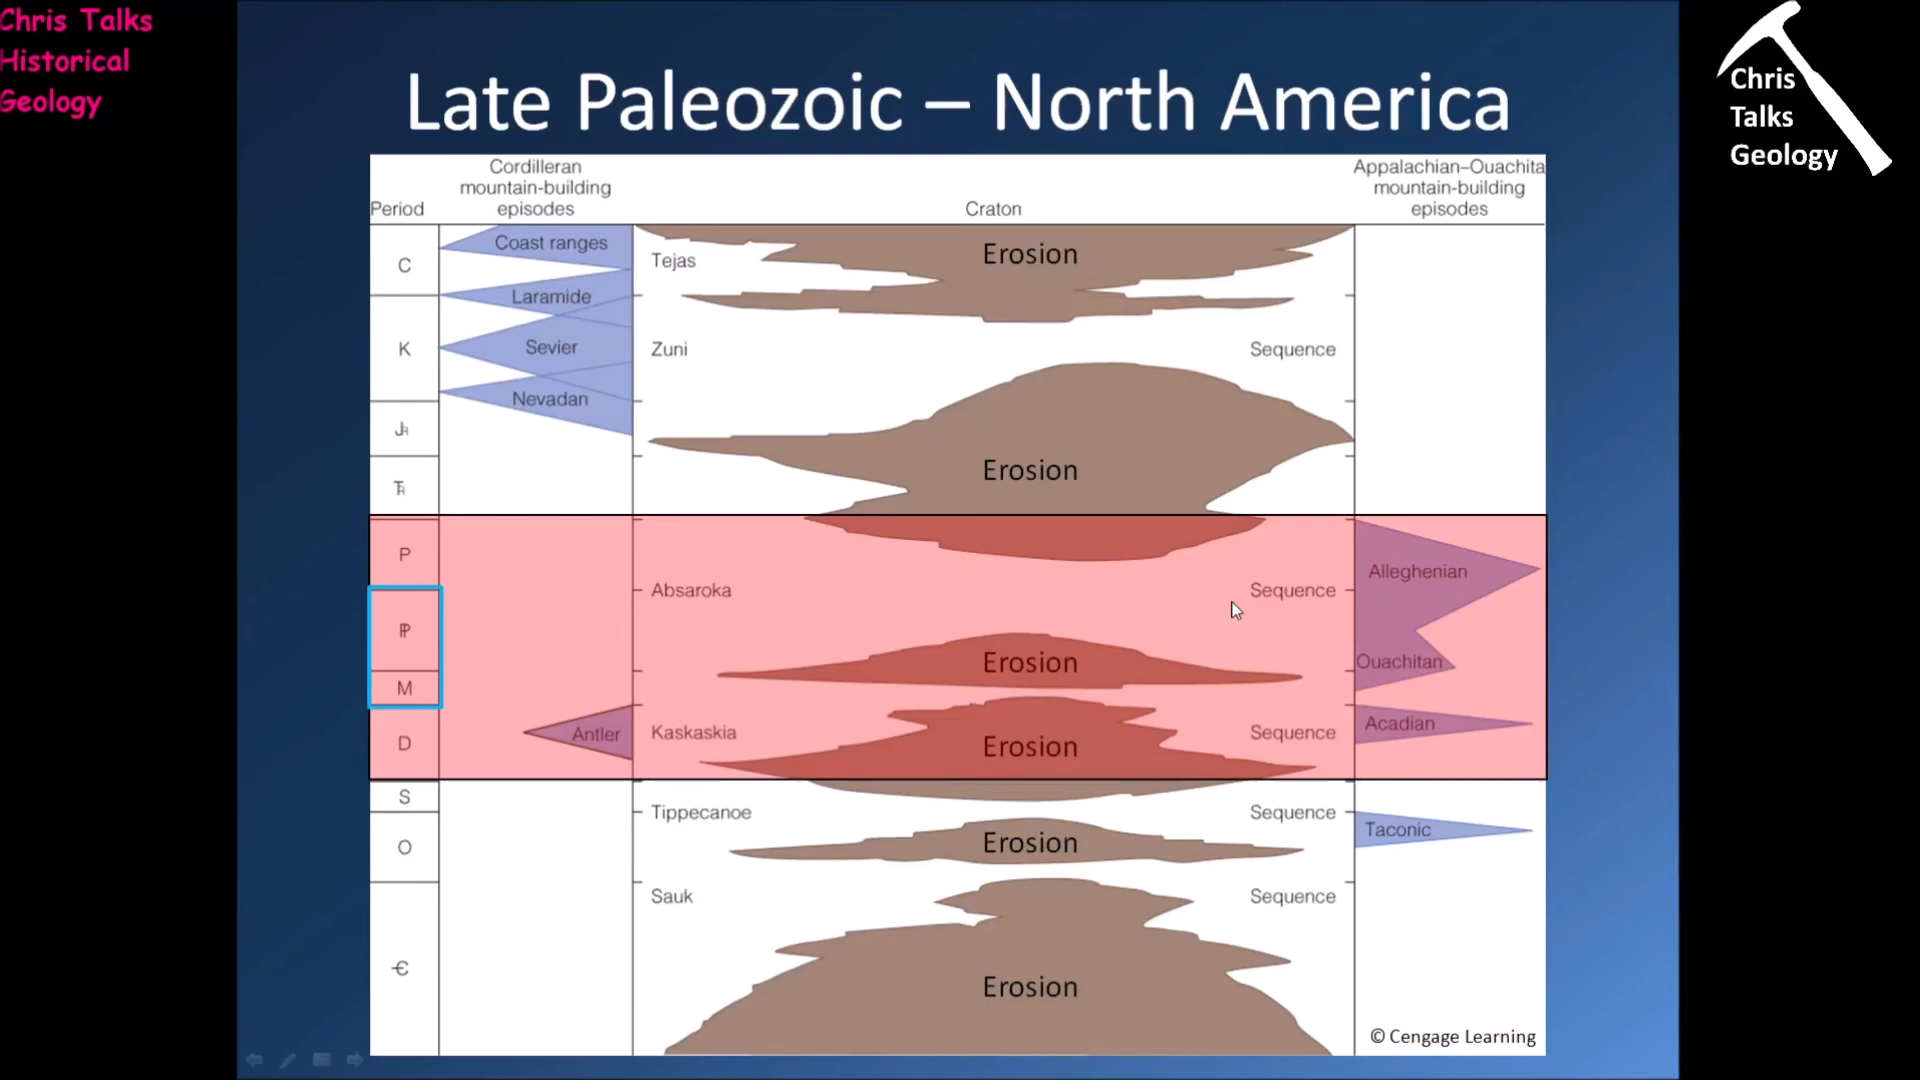 Chris Talks
Historical
Geology
Chris
Talks
Geology
Late Paleozoic – North America
Cordilleran
mountain-building
episodes
Appalachian–Ouachita
mountain-building
episodes
Period
Craton
C
Coast ranges
Tejas
Erosion
Laramide
K
Sevier
Zuni
Sequence
Nevadan
J
Erosion
P
Alleghenian
Absaroka
Sequence
Erosion
Ouachitan
M
Acadian
D
Antler
Kaskaskia
Erosion
Sequence
S
Tippecanoe
Sequence
Taconic
O
Erosion
Sauk
Sequence
Є
Erosion
© Cengage Learning